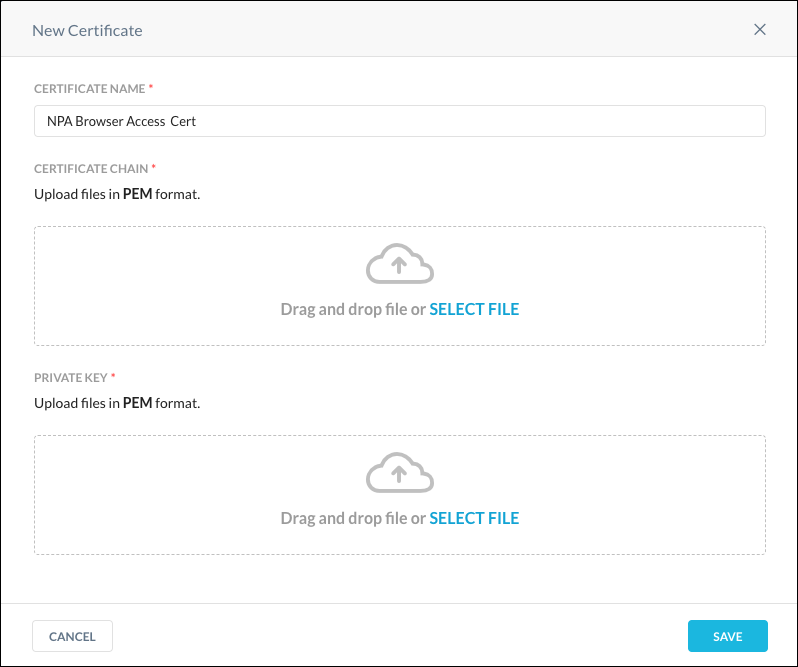 New Certificate
CERTIFICATE NAME *
NPA Browser Access Cert
CERTIFICATE CHAIN *
Upload files in PEM format.
Drag and drop file or SELECT FILE
PRIVATE KEY *
Upload files in PEM format.
Drag and drop file or SELECT FILE
CANCEL
SAVE